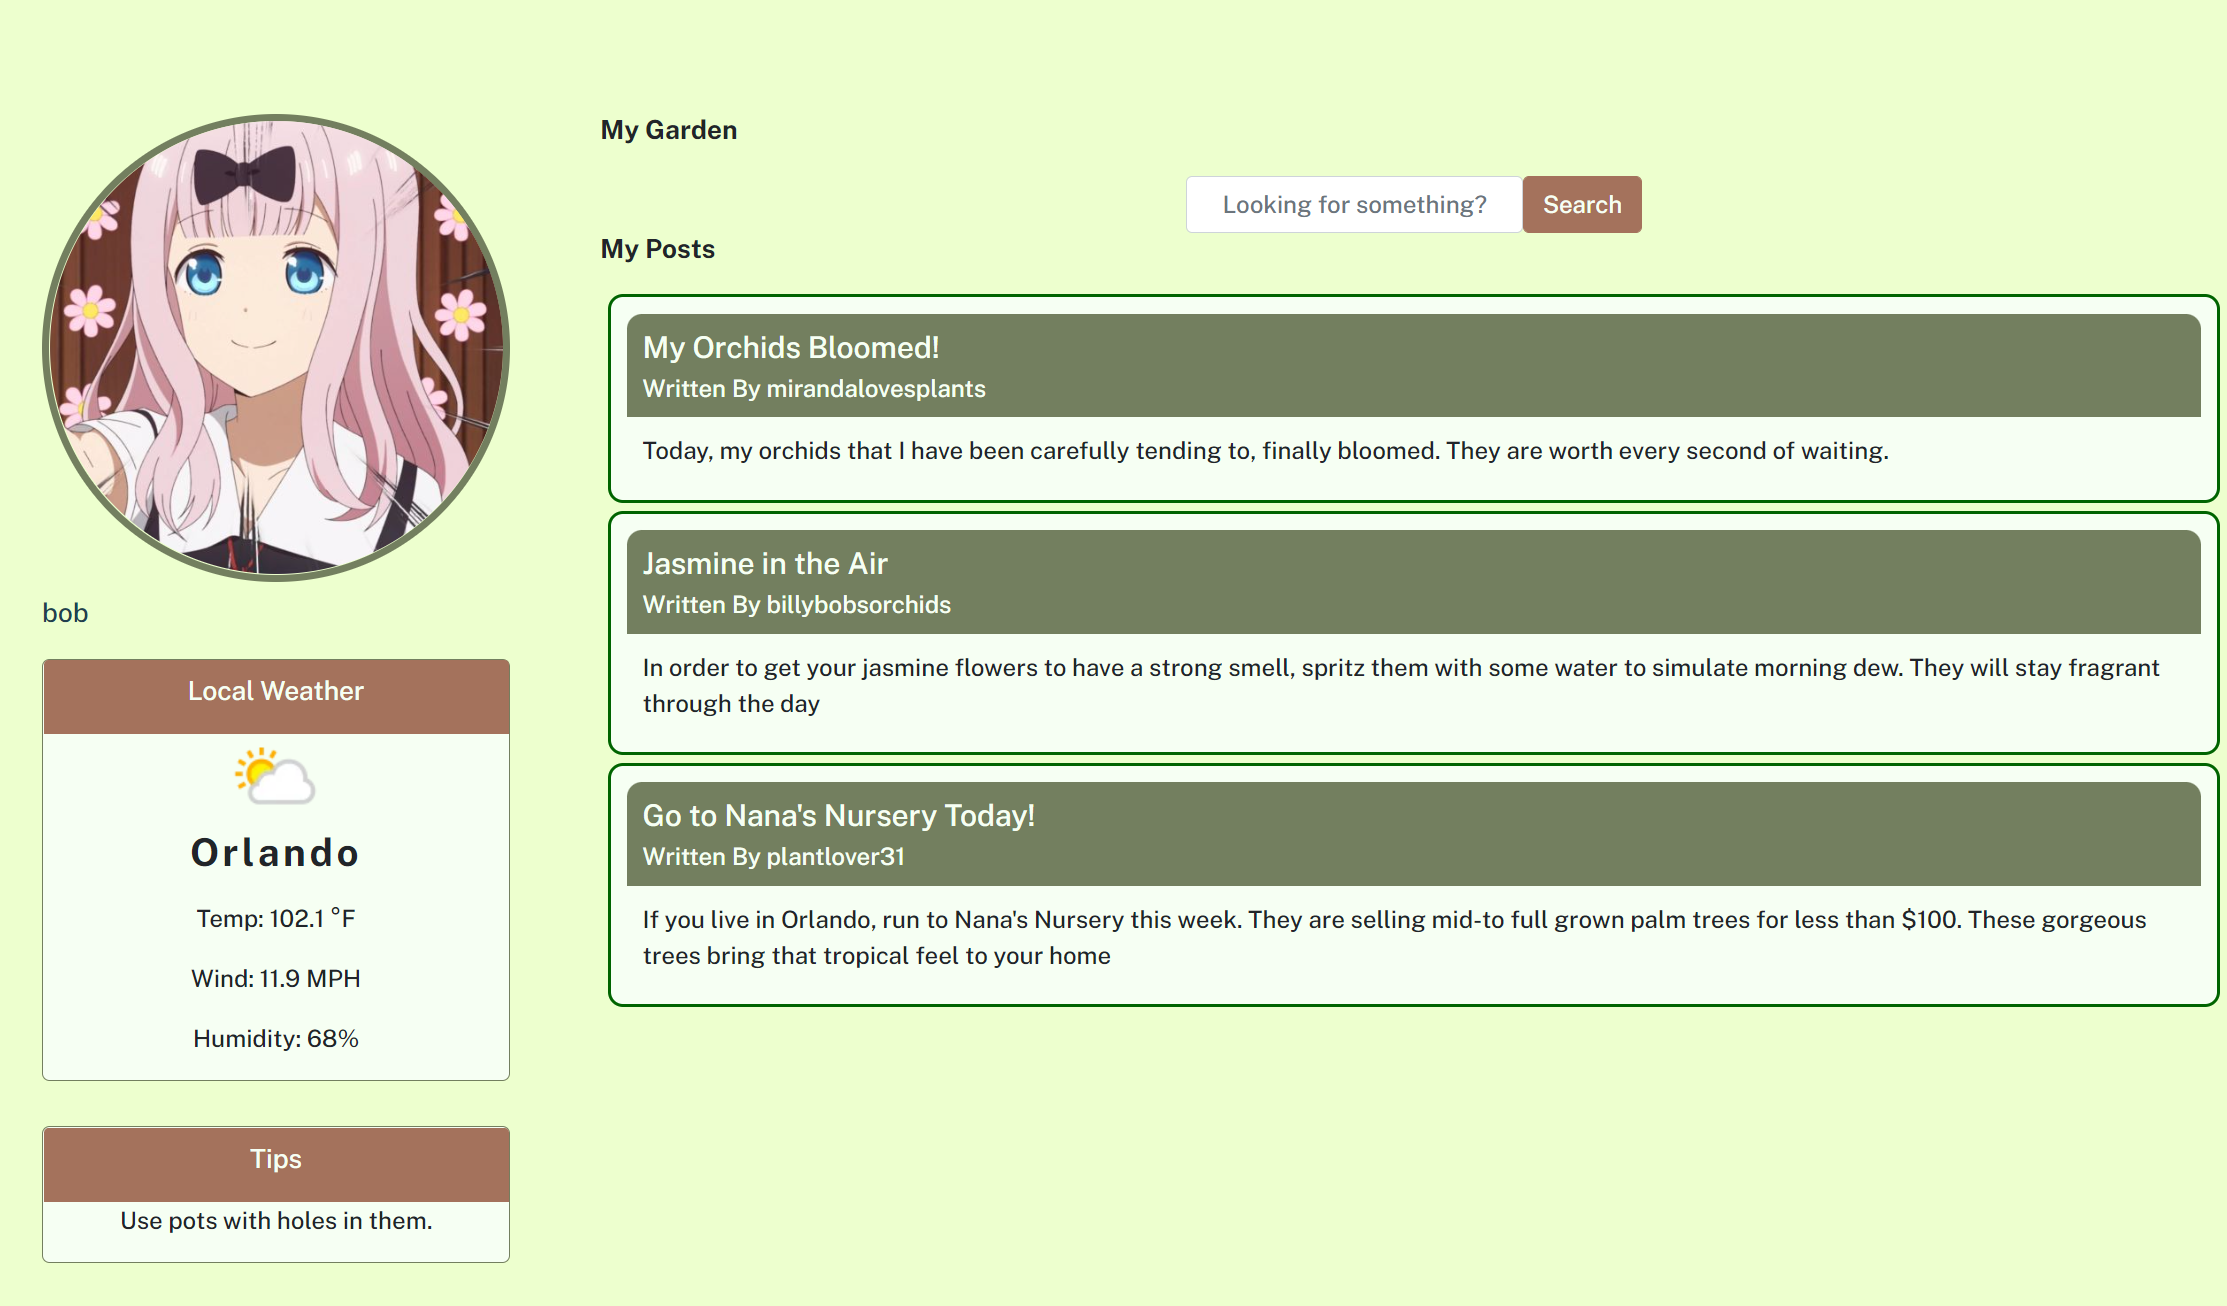 bob
Local Weather
Orlando
Temp: 102.1 °F
Wind: 11.9 MPH
Humidity: 68%
Tips
Use pots with holes in them.
My Garden
Looking for something?
Search
My Posts
My Orchids Bloomed!
Written By mirandalovesplants
Today, my orchids that I have been carefully tending to, finally bloomed. They are worth every second of waiting.
Jasmine in the Air
Written By billybobsorchids
In order to get your jasmine flowers to have a strong smell, spritz them with some water to simulate morning dew. They will stay fragrant
through the day
Go to Nana's Nursery Today!
Written By plantlover31
If you live in Orlando, run to Nana's Nursery this week. They are selling mid-to full grown palm trees for less than $100. These gorgeous
trees bring that tropical feel to your home